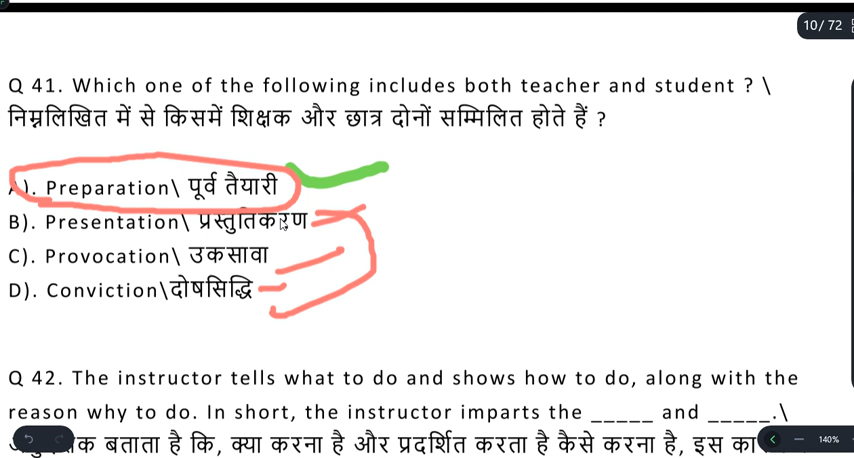 10/ 72
Q 41. Which one of the following includes both teacher and student ? \
निम्नलिखित में से किसमें शिक्षक और छात्र दोनों सम्मिलित होते हैं ?
). Preparation\ पूर्व तैयारी
B). Presentation\ प्रस्तुतिकरण
C). Provocation\ उकसावा
D). Conviction\दोषसिद्धि
Q 42. The instructor tells what to do and shows how to do, along with the
reason why to do. In short, the instructor imparts the _____ and _____.\
बताता है कि, क्या करना है और प्रदर्शित करता है कैसे करना है, इस का
140%